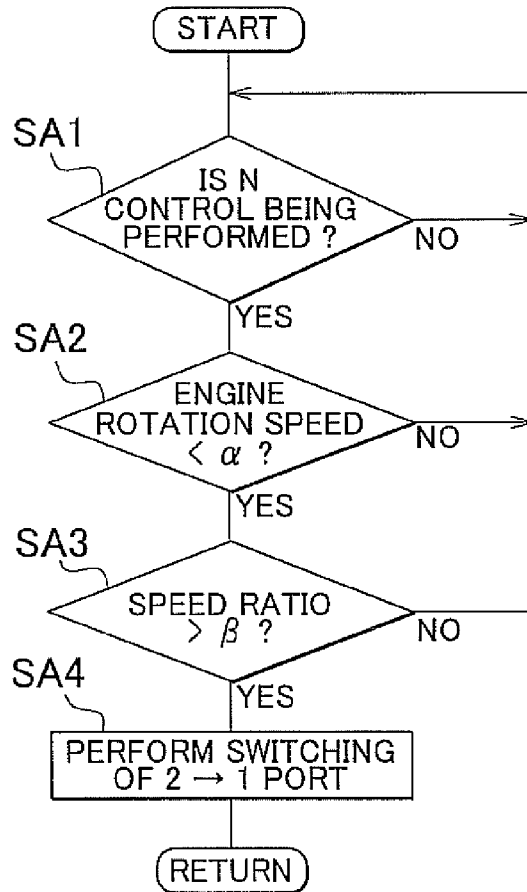 START
SA1
IS N
CONTROL BEING
PERFORMED ?
NO
YES
SA2
ENGINE
ROTATION SPEED
< α ?
NO
YES
SA3
SPEED RATIO
> β ?
NO
YES
SA4
PERFORM SWITCHING
OF 2 → 1 PORT
RETURN